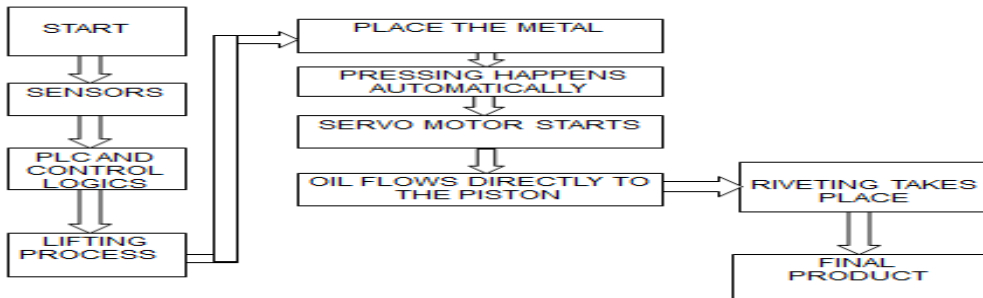 START
SENSORS
PLC AND
CONTROL
LOGICS
LIFTING
PROCESS
PLACE THE METAL
PRESSING HAPPENS
AUTOMATICALLY
SERVO MOTOR STARTS
OIL FLOWS DIRECTLY TO
THE PISTON
RIVETING TAKES
PLACE
FINAL
PRODUCT